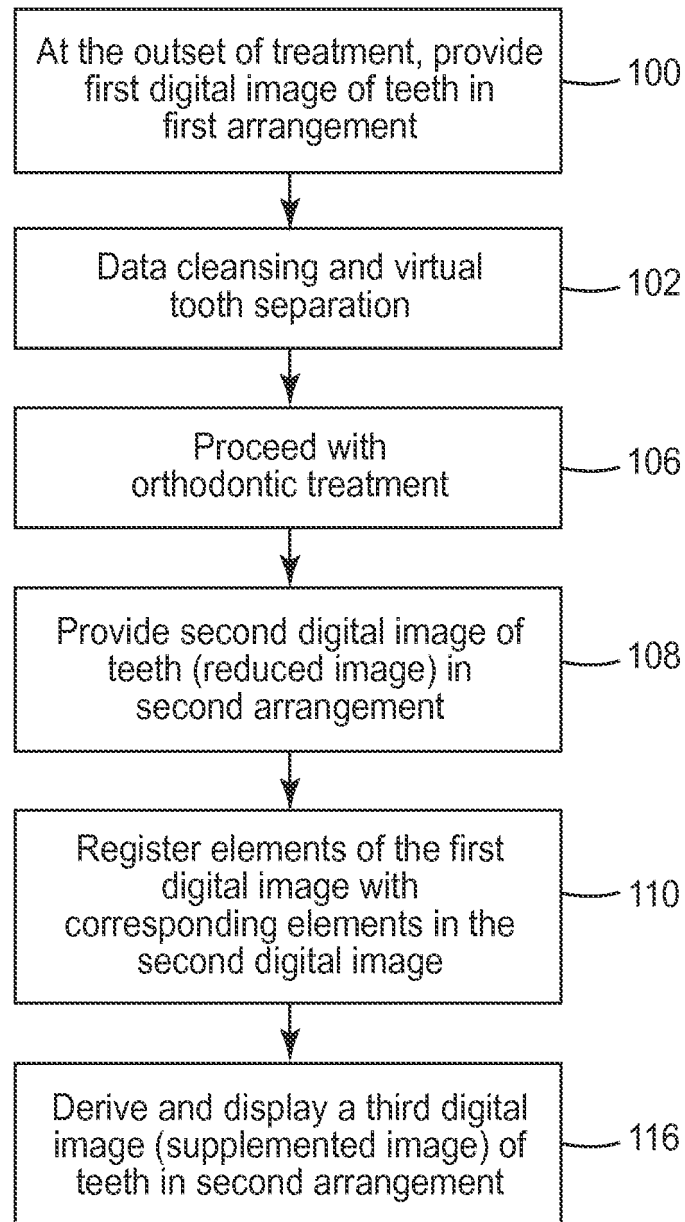 At the outset of treatment, provide
first digital image of teeth in
first arrangement
100
Data cleansing and virtual
tooth separation
102
Proceed with
orthodontic treatment
106
Provide second digital image of
teeth (reduced image) in
second arrangement
108
Register elements of the first
digital image with
corresponding elements in the
second digital image
110
Derive and display a third digital
image (supplemented image) of
teeth in second arrangement
116